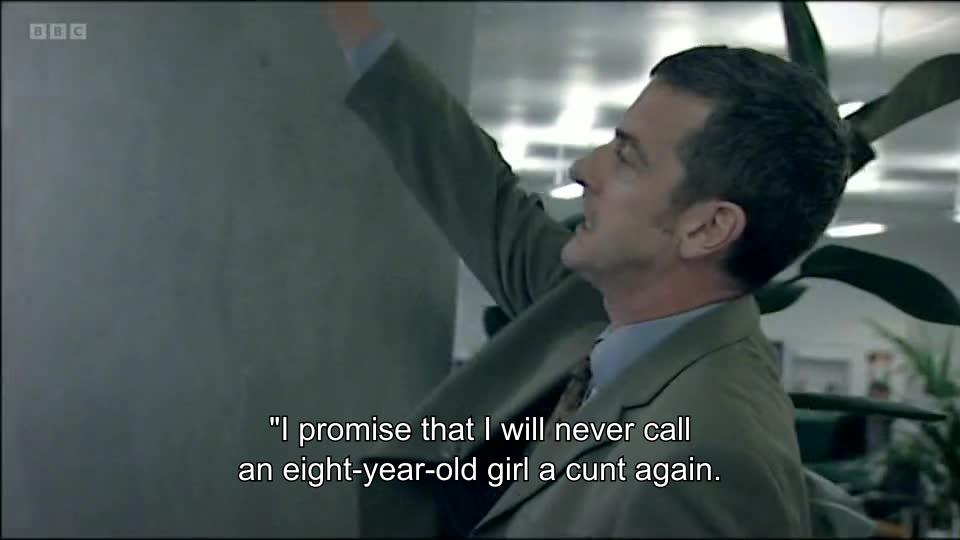 BBC
"I promise that I will never call
an eight-year-old girl a cunt again.